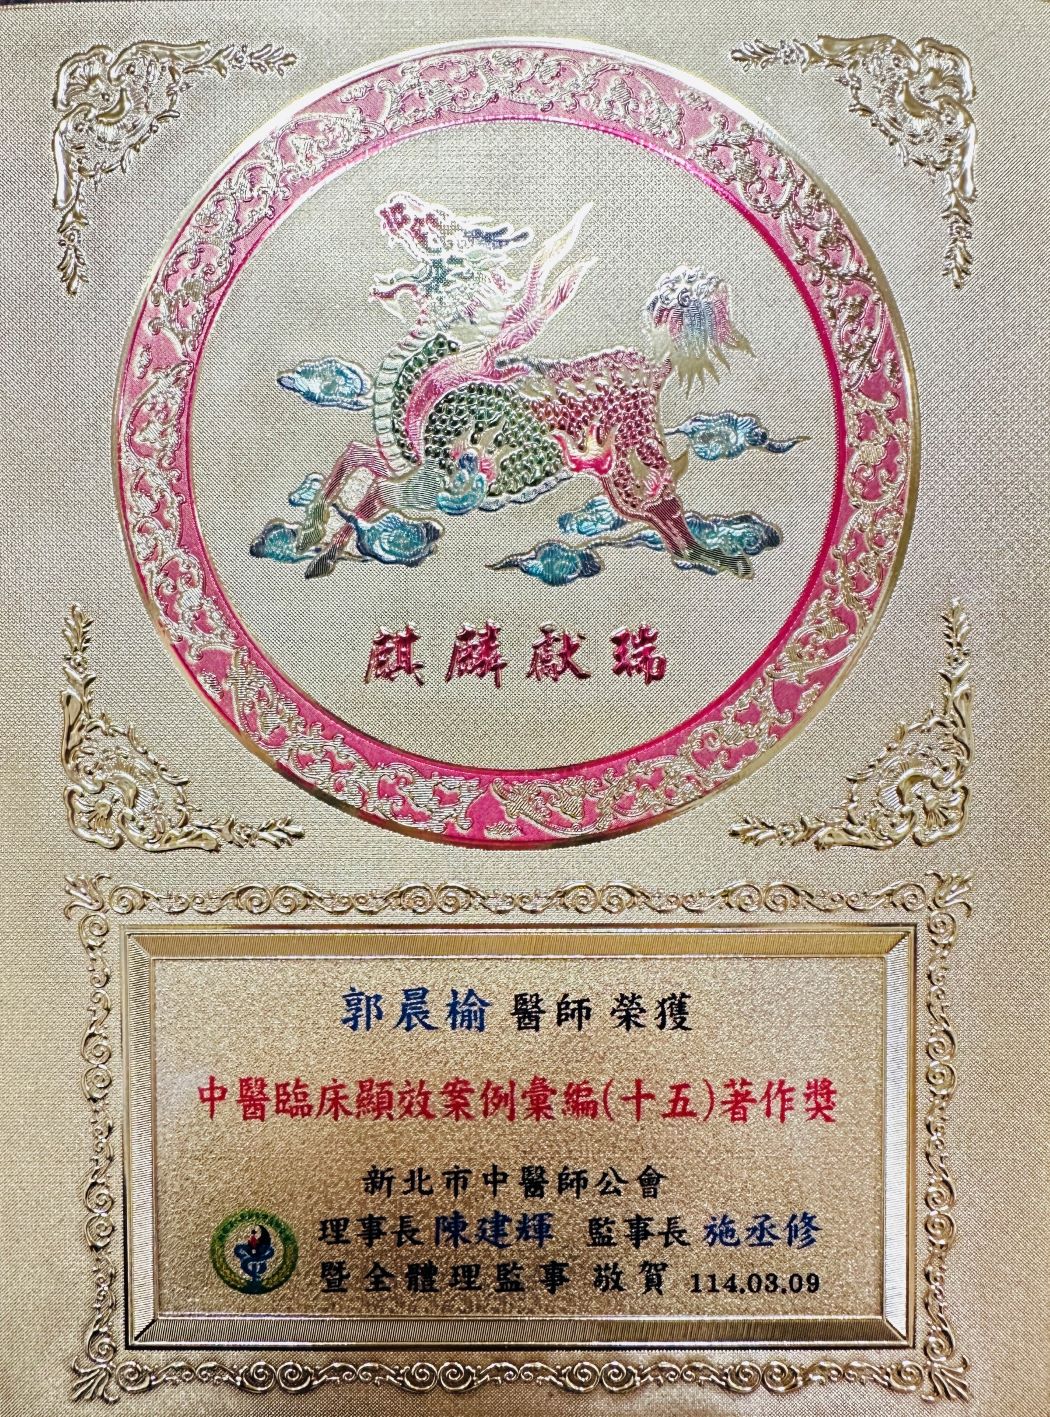 麒麟獻瑞
郭晨榆 醫師 榮獲
中醫臨床顯效案例彙編(十五)著作獎
新北市中醫師公會
理事長 陳建輝 監事長 施丞修
暨全體理監事 敬賀 114.03.09